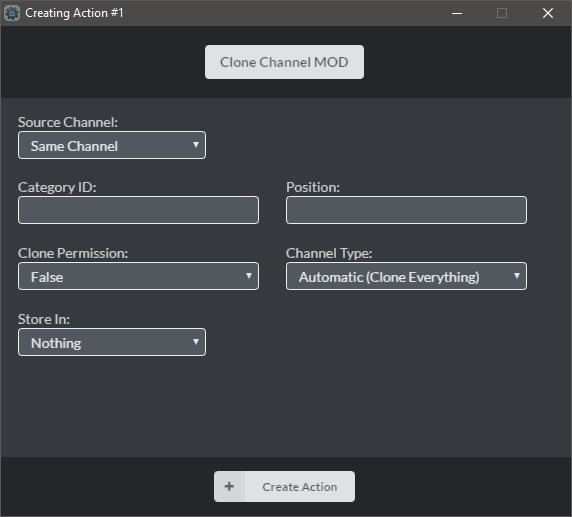 Creating Action #1
Clone Channel MOD
Source Channel:
Same Channel
Category ID:
Position:
Clone Permission:
Channel Type:
False
Automatic (Clone Everything)
Store In:
Nothing
+ Create Action